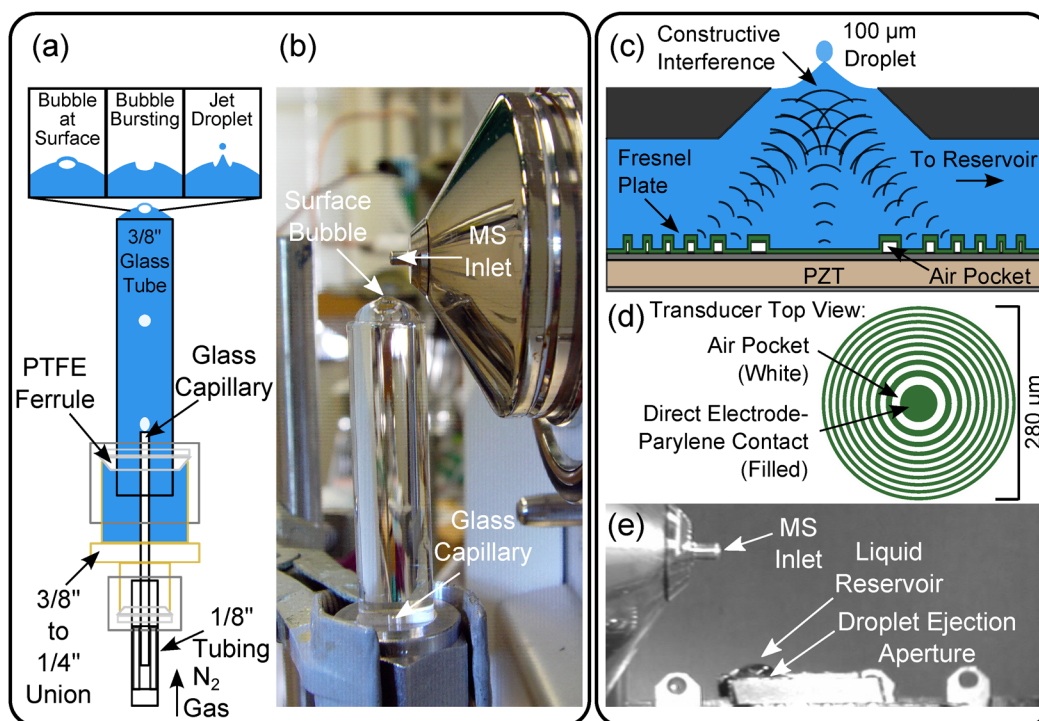 (a)
Bubble
at
Surface
Bubble
Bursting
Jet
Droplet
3/8"
Glass
Tube
PTFE
Ferrule
Glass
Capillary
3/8"
to
1/4"
Union
1/8"
Tubing
N2
Gas
(b)
Surface
Bubble
MS
Inlet
Glass
Capillary
(c)
Constructive
Interference
100 µm
Droplet
Fresnel
Plate
To Reservoir
PZT
Air Pocket
(d)
Transducer Top View:
Air Pocket
(White)
Direct Electrode-
Parylene Contact
(Filled)
280 µm
(e)
MS
Inlet
Liquid
Reservoir
Droplet Ejection
Aperture